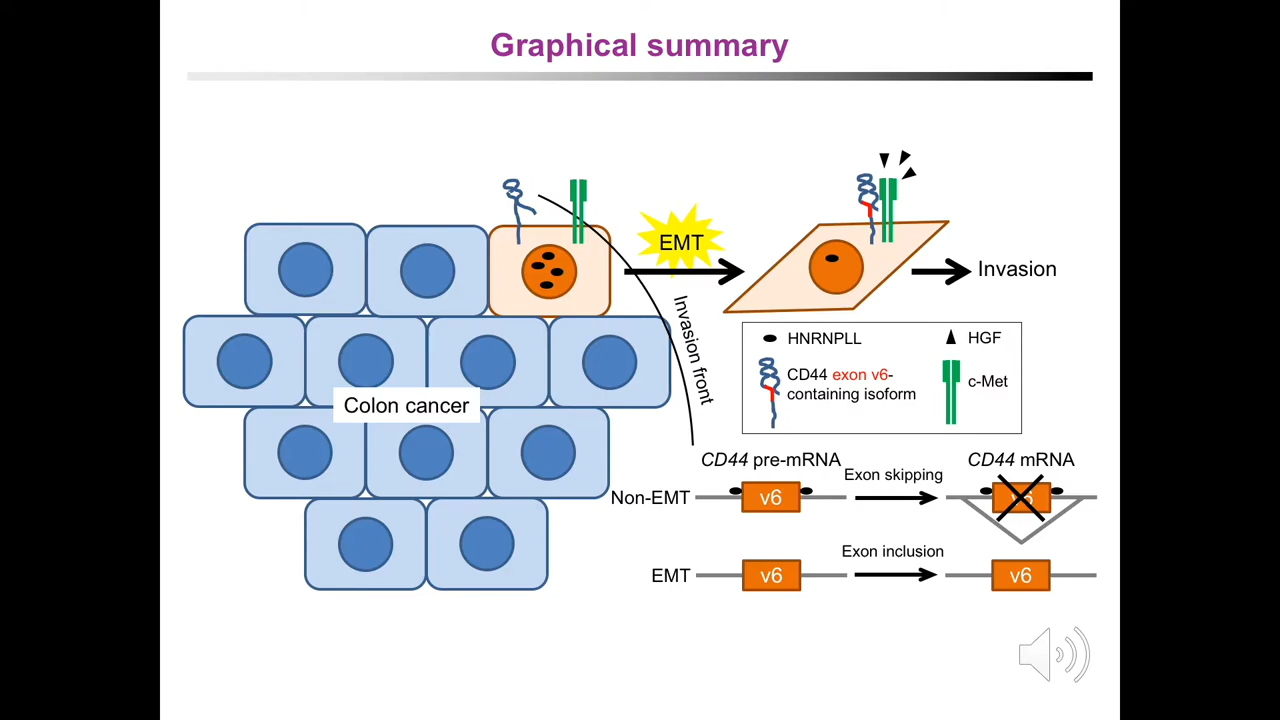 Graphical summary
EMT
Invasion
Invasion front
HNRNPLL
HGF
CD44 exon v6-
containing isoform
c-Met
Colon cancer
CD44 pre-mRNA
Exon skipping
CD44 mRNA
Non-EMT
v6
v6
Exon inclusion
EMT
v6
v6